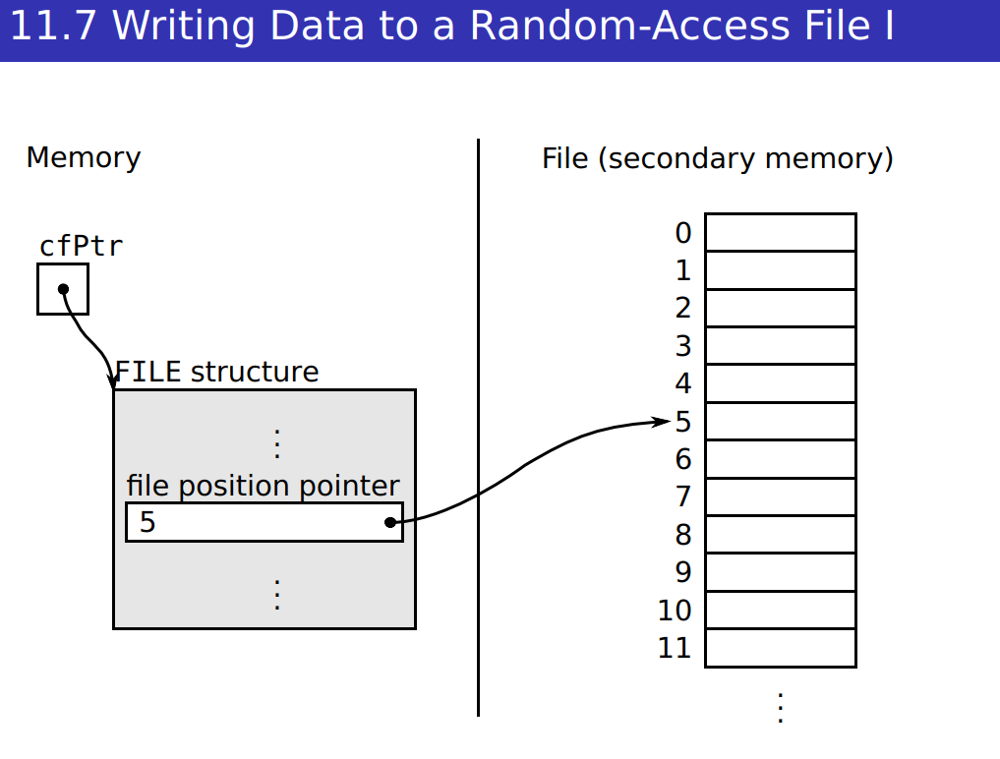 11.7 Writing Data to a Random-Access File I
Memory
File (secondary memory)
cfPtr
FILE structure
⋮
file position pointer
5
⋮
0
1
2
3
4
5
6
7
8
9
10
11
⋮